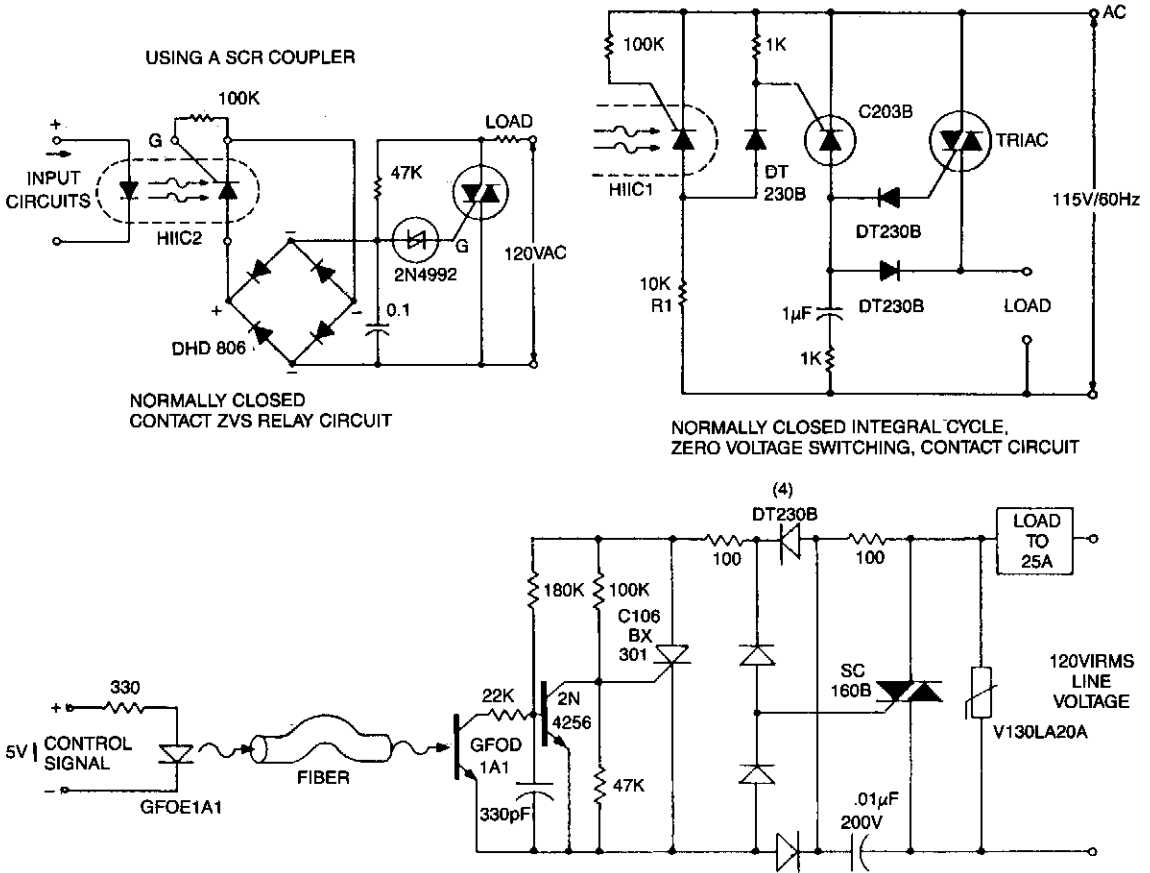 USING A SCR COUPLER
100K
G
+
INPUT
CIRCUITS
HIIC2
47K
LOAD
G
2N4992
120VAC
−
+
−
0.1
DHD 806
−
NORMALLY CLOSED
CONTACT ZVS RELAY CIRCUIT
AC
100K
1K
C203B
TRIAC
HIIC1
DT
230B
DT230B
115V/60Hz
10K
R1
DT230B
1µF
LOAD
1K
NORMALLY CLOSED INTEGRAL CYCLE,
ZERO VOLTAGE SWITCHING, CONTACT CIRCUIT
(4)
DT230B
LOAD
TO
25A
100
100
180K
100K
C106
BX
301
SC
160B
120VIRMS
LINE
VOLTAGE
V130LA20A
330
+
5V
CONTROL
SIGNAL
−
GFOE1A1
FIBER
22K
2N
4256
GFOD
1A1
330pF
47K
.01µF
200V